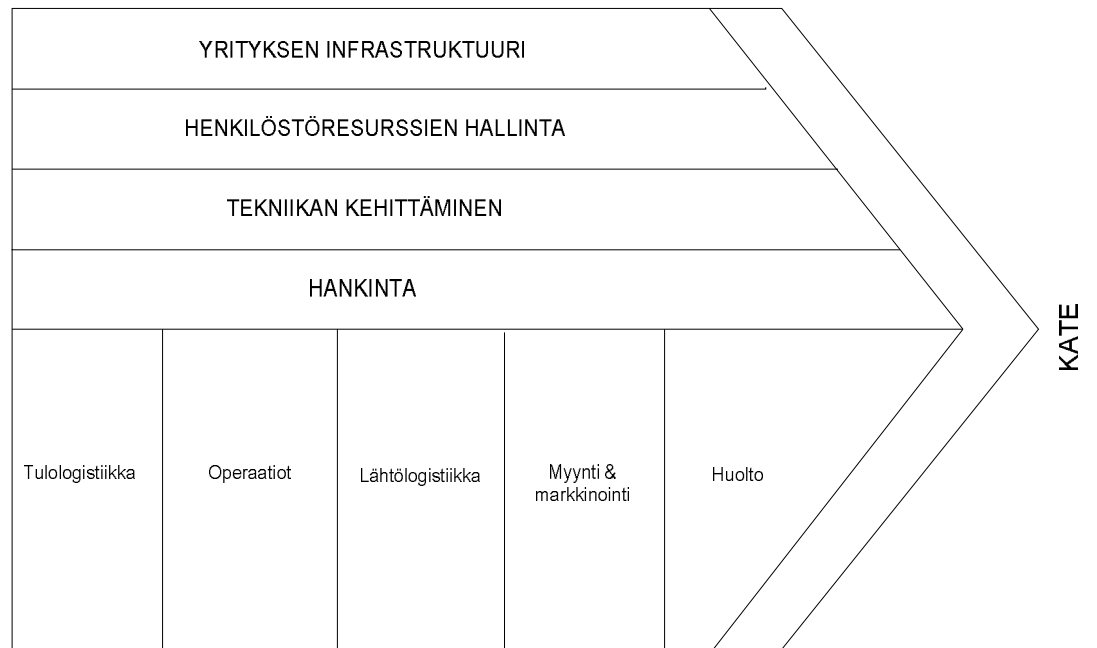 YRITYKSEN INFRASTRUKTUURI
HENKILÖSTÖRESURSSIEN HALLINTA
TEKNIIKAN KEHITTÄMINEN
HANKINTA
KATE
Tulologistiikka
Operaatiot
Lähtölogistiikka
Myynti &
markkinointi
Huolto